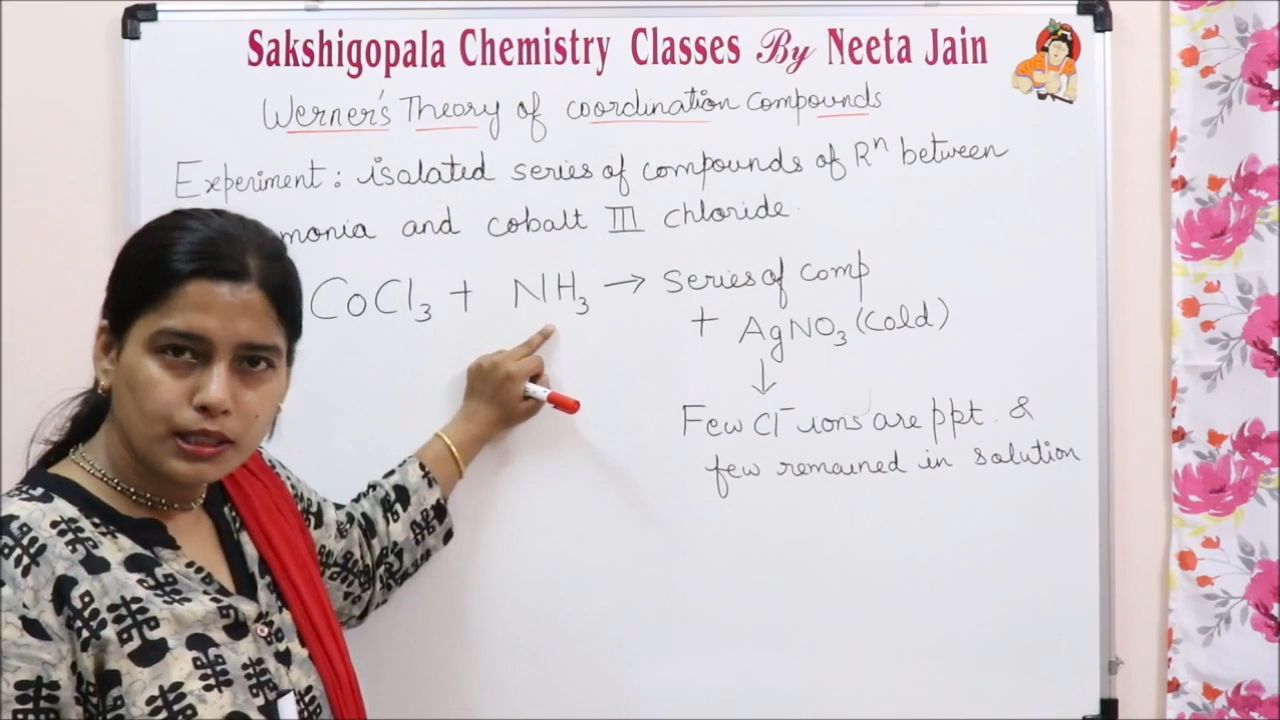 Sakshigopala Chemistry Classes By Neeta Jain
Werner's Theory of coordination compounds
Experiment : isolated series of compounds of Rⁿ between
monia and cobalt III chloride.
CoCl₃ + NH₃ → Series of comp
+ AgNO₃ (Cold)
↓
Few Cl⁻ ions are ppt. &
few remained in solution